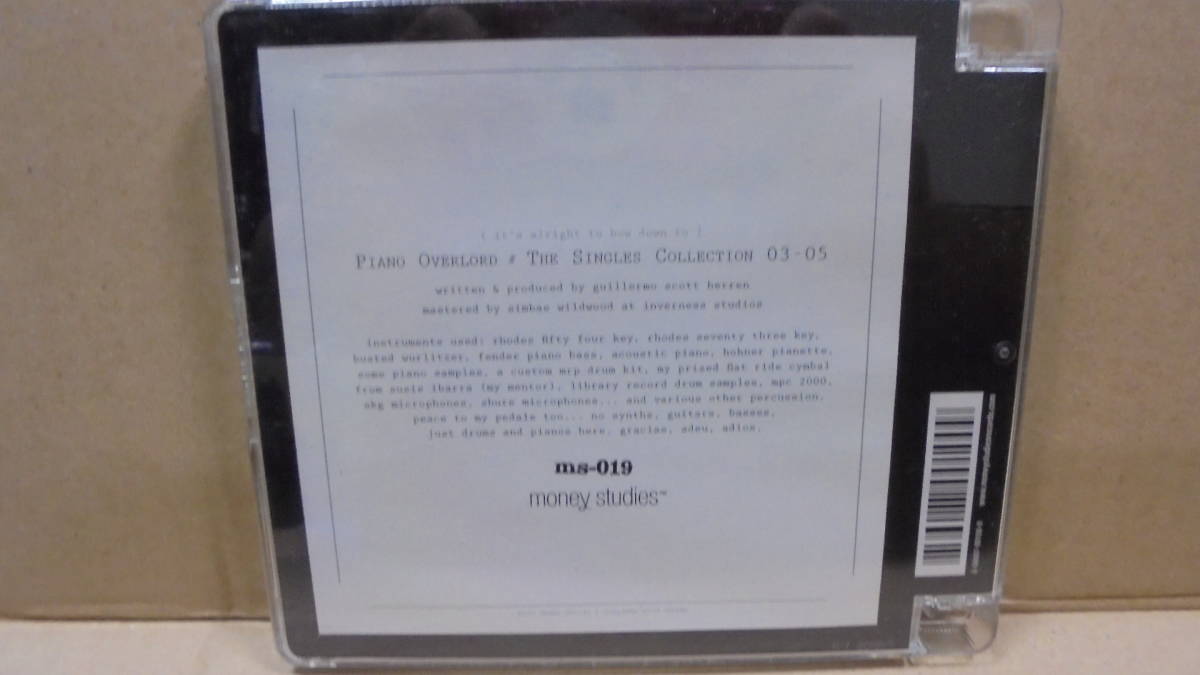 ( it's alright to bow down to )
PIANO OVERLORD # THE SINGLES COLLECTION 03-05
written & produced by guillermo scott herren
mastered by simbae wildwood at inverness studios
instruments used: rhodes fifty four key, rhodes seventy three key,
busted wurlitzer, fender piano bass, acoustic piano, hohner pianette,
some piano samples, a custom mrp drum kit, my prized flat ride cymbal
from susie ibarra (my mentor), library record drum samples, mpc 2000,
akg microphones, shure microphones... and various other percussion.
peace to my pedals too... no synths, guitars, basses,
just drums and pianos here. gracias, adeu, adios.
ms-019
money studies™